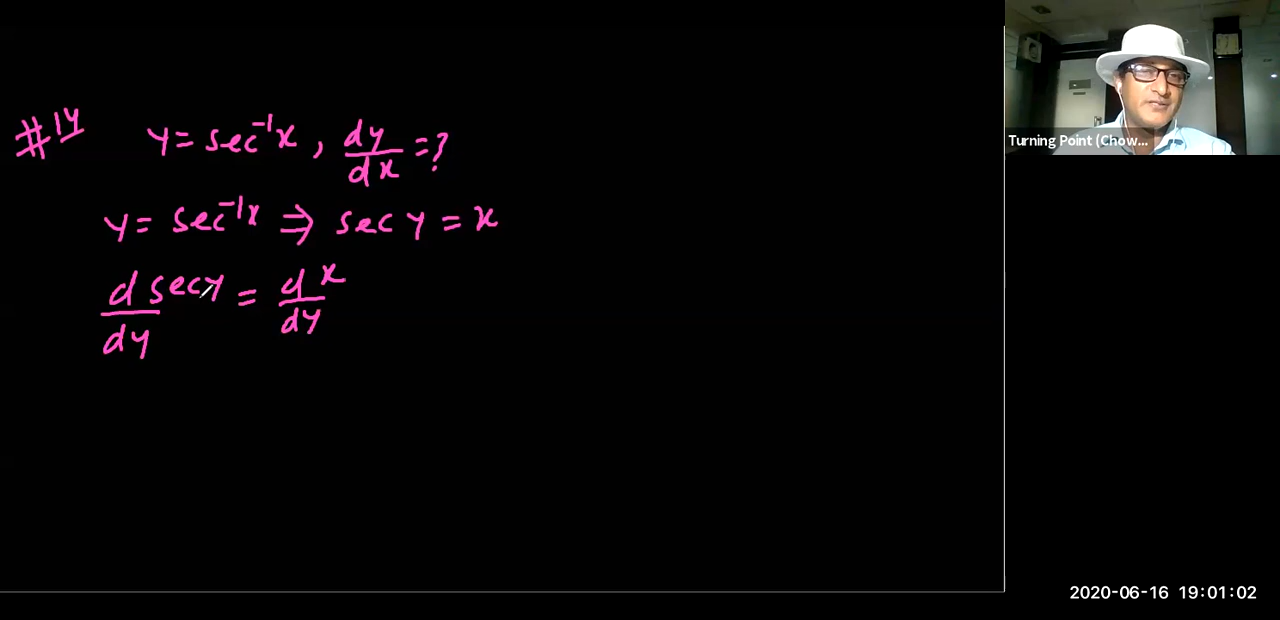 #14 y = sec⁻¹x , dy/dx = ?
y = sec⁻¹x ⇒ sec y = x
d sec y/dy = dx/dy
Turning Point (Chow...
2020-06-16 19:01:02